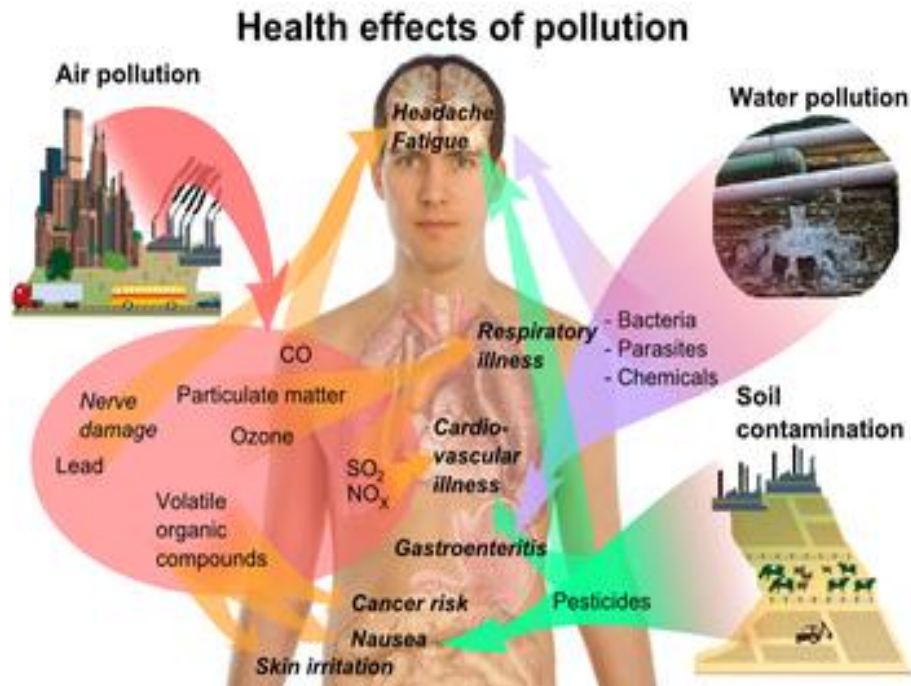 Health effects of pollution
Air pollution
Water pollution
Headache
Fatigue
CO
Respiratory
illness
- Bacteria
- Parasites
- Chemicals
Nerve
damage
Particulate matter
Ozone
Lead
SO₂
NOₓ
Cardio-
vascular
illness
Soil
contamination
Volatile
organic
compounds
Gastroenteritis
Cancer risk
Pesticides
Nausea
Skin irritation